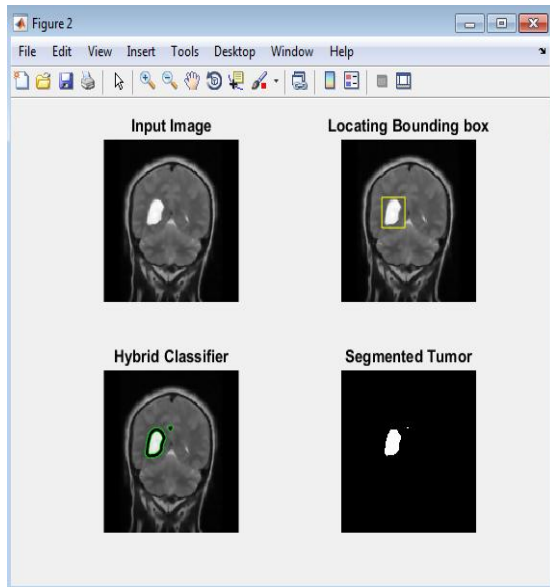 Figure 2
File Edit View Insert Tools Desktop Window Help
Input Image
Locating Bounding box
Hybrid Classifier
Segmented Tumor